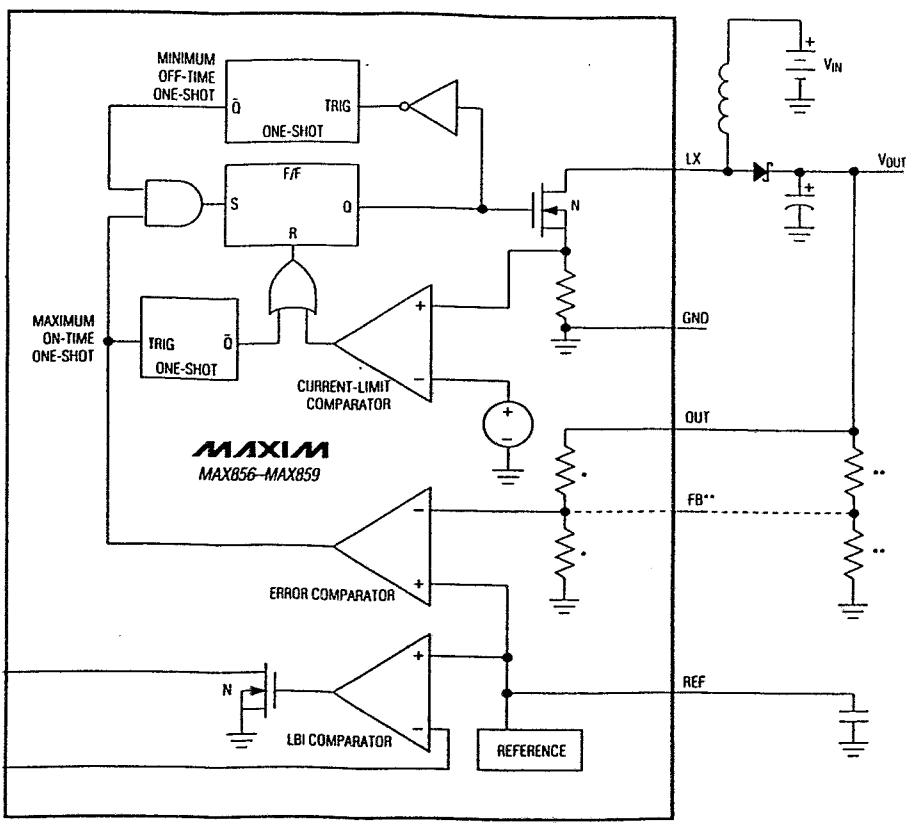 MINIMUM
OFF-TIME
ONE-SHOT
Q̄
TRIG
ONE-SHOT
+
VIN
F/F
S
Q
R
N
LX
+
VOUT
GND
MAXIMUM
ON-TIME
ONE-SHOT
TRIG
Q̄
ONE-SHOT
+
−
CURRENT-LIMIT
COMPARATOR
+
−
MAXIM
MAX856–MAX859
OUT
*
**
FB**
−
+
*
**
ERROR COMPARATOR
N
+
−
LBI COMPARATOR
REF
REFERENCE